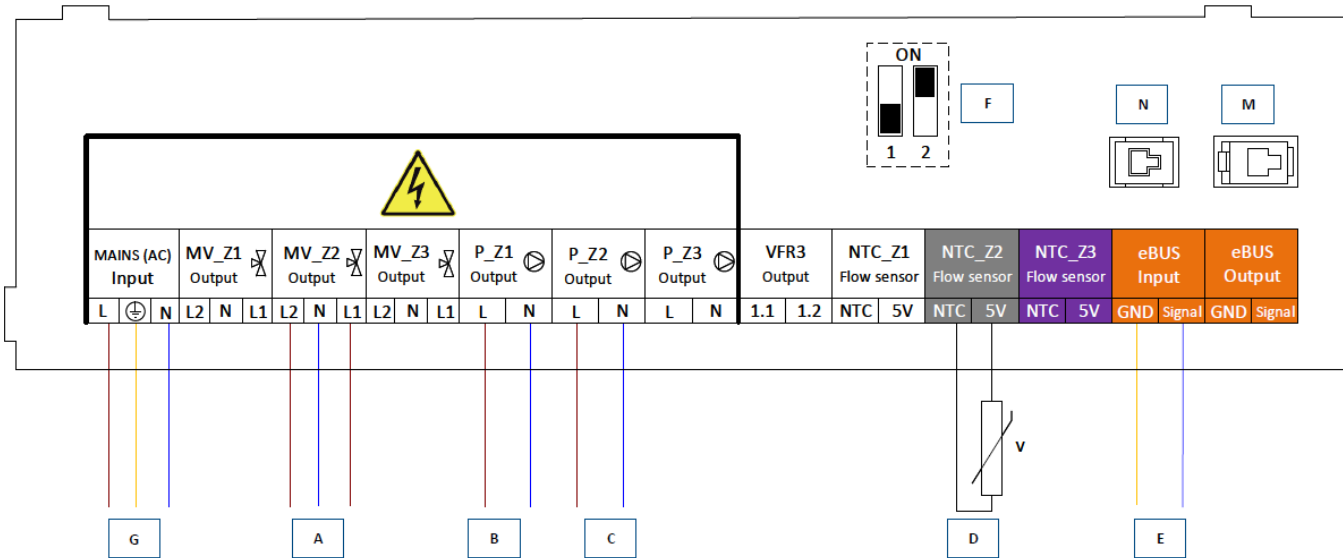 ON
F
N
M
1 2
MAINS (AC)
Input
MV_Z1
Output
MV_Z2
Output
MV_Z3
Output
P_Z1
Output
P_Z2
Output
P_Z3
Output
VFR3
Output
NTC_Z1
Flow sensor
NTC_Z2
Flow sensor
NTC_Z3
Flow sensor
eBUS
Input
eBUS
Output
L N L2 N L1 L2 N L1 L2 N L1 L N L N L N 1.1 1.2 NTC 5V NTC 5V NTC 5V GND Signal GND Signal
V
G
A
B
C
D
E